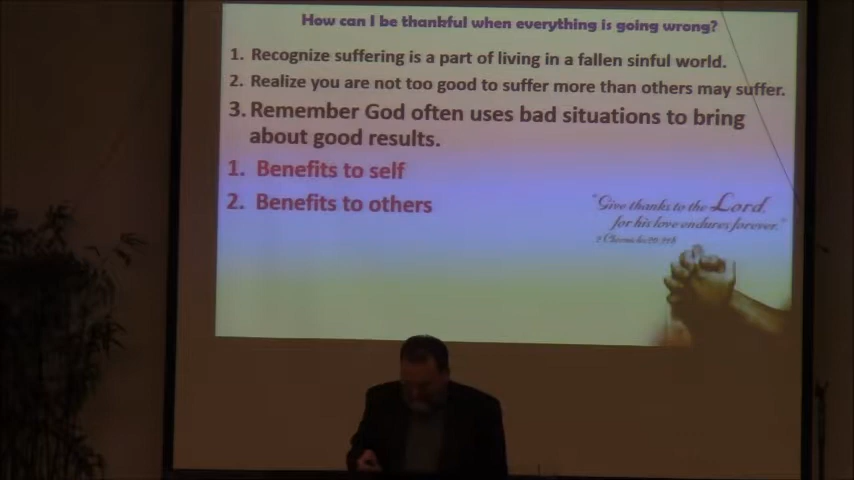 How can I be thankful when everything is going wrong?
1. Recognize suffering is a part of living in a fallen sinful world.
2. Realize you are not too good to suffer more than others may suffer.
3. Remember God often uses bad situations to bring
about good results.
1. Benefits to self
2. Benefits to others
"Give thanks to the Lord,
for his love endures forever."